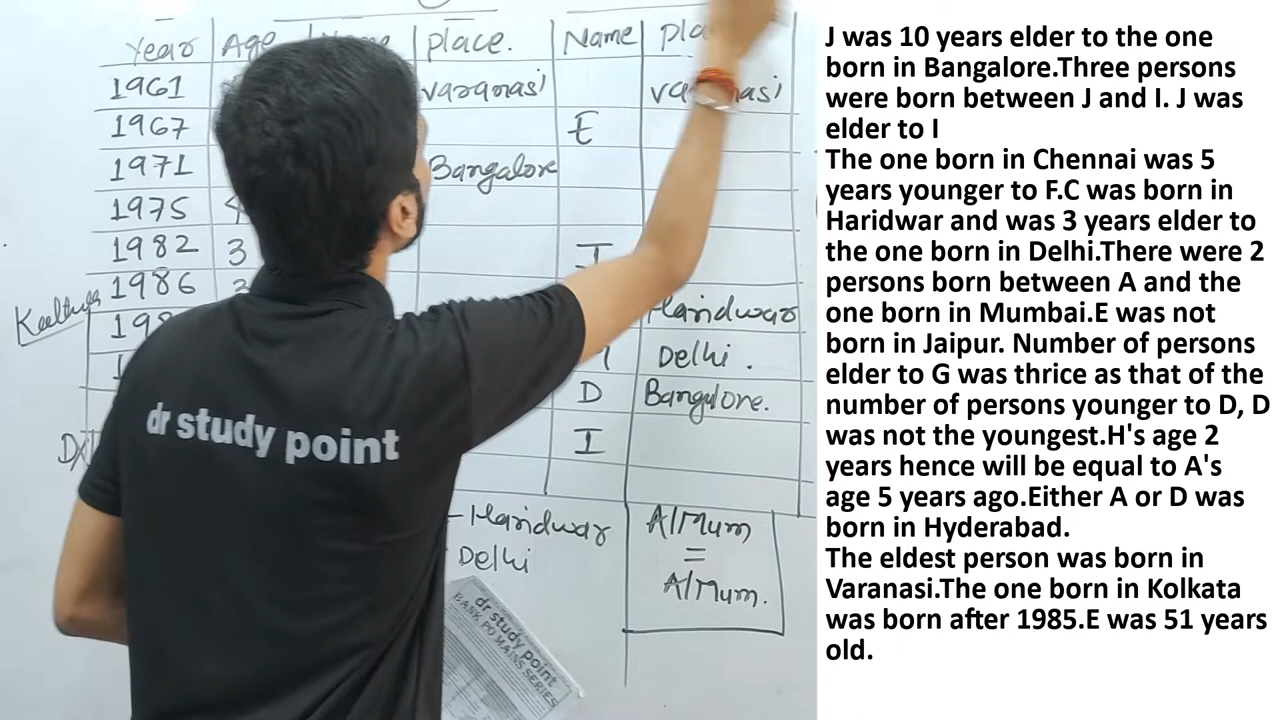 Year Age place. Name
1961 varanasi
1967 E
1971 Bangalore
1975
1982 3 J
1986
Haridwar
Delhi .
D Bangalore.
I
Haridwar
Delhi
A/Mum
=
A/Mum.
dr study point
dr study point
BANK PO MAINS SERIES
J was 10 years elder to the one
born in Bangalore.Three persons
were born between J and I. J was
elder to I
The one born in Chennai was 5
years younger to F.C was born in
Haridwar and was 3 years elder to
the one born in Delhi.There were 2
persons born between A and the
one born in Mumbai.E was not
born in Jaipur. Number of persons
elder to G was thrice as that of the
number of persons younger to D, D
was not the youngest.H's age 2
years hence will be equal to A's
age 5 years ago.Either A or D was
born in Hyderabad.
The eldest person was born in
Varanasi.The one born in Kolkata
was born after 1985.E was 51 years
old.